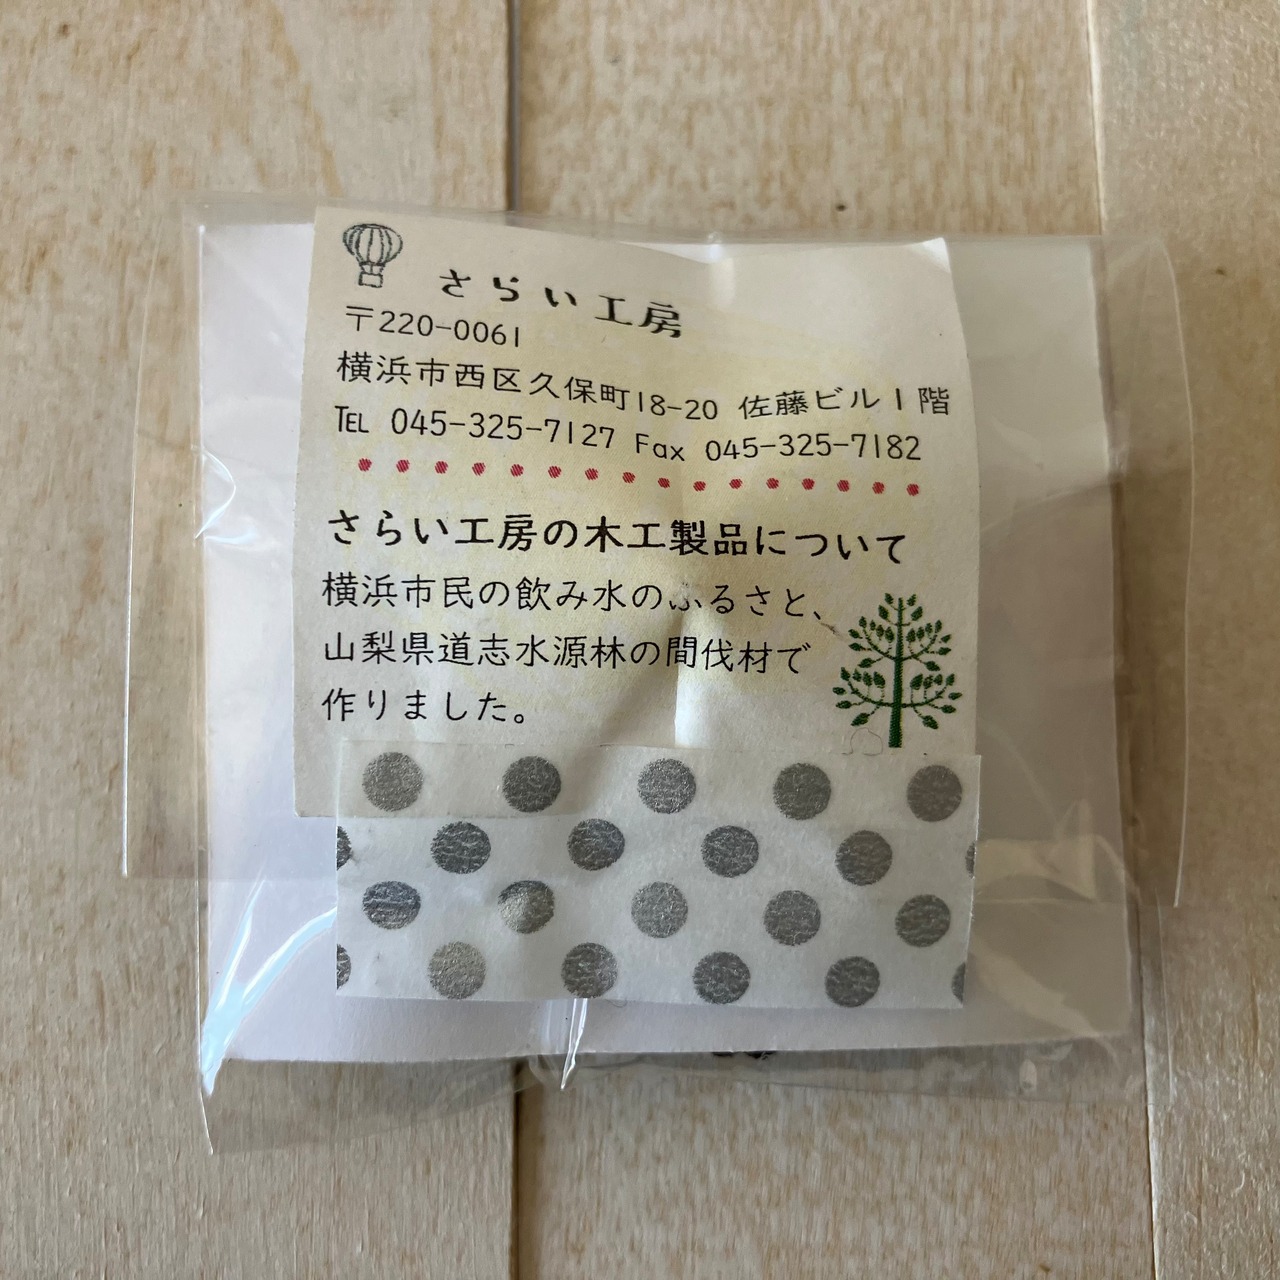 さらい工房
〒220-0061
横浜市西区久保町18-20 佐藤ビル1階
TEL 045-325-7127 Fax 045-325-7182
さらい工房の木工製品について
横浜市民の飲み水のふるさと、
山梨県道志水源林の間伐材で
作りました。